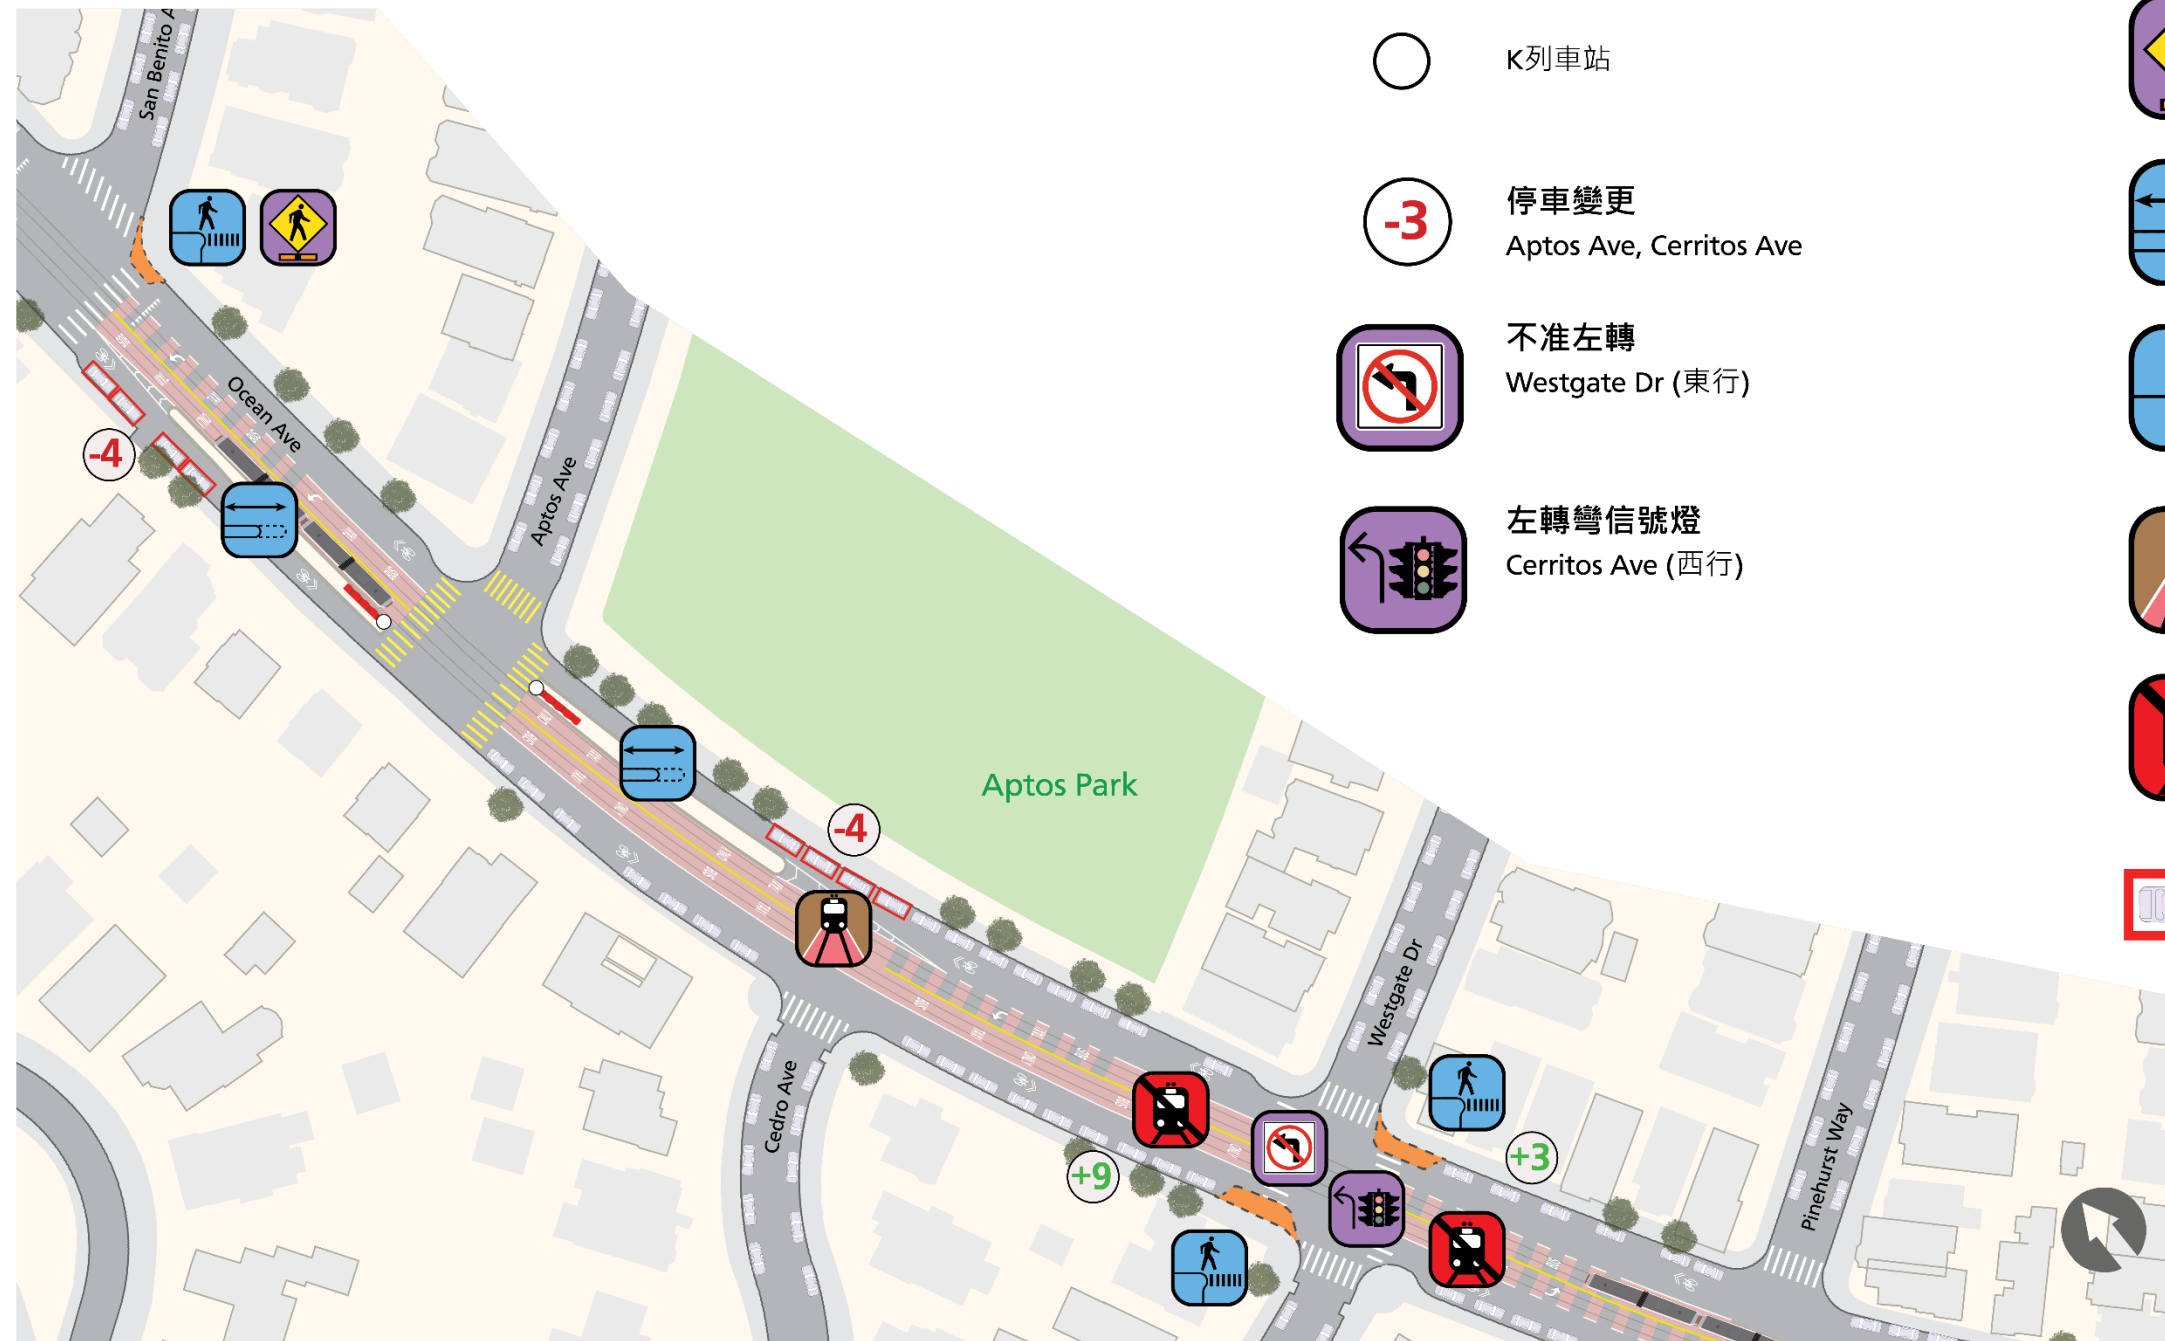 San Benito A
K列車站
-3
停車變更
Aptos Ave, Cerritos Ave
不准左轉
Westgate Dr (東行)
左轉彎信號燈
Cerritos Ave (西行)
Ocean Ave
-4
Aptos Ave
Aptos Park
-4
Westgate Dr
Cedro Ave
+9
+3
Pinehurst Way